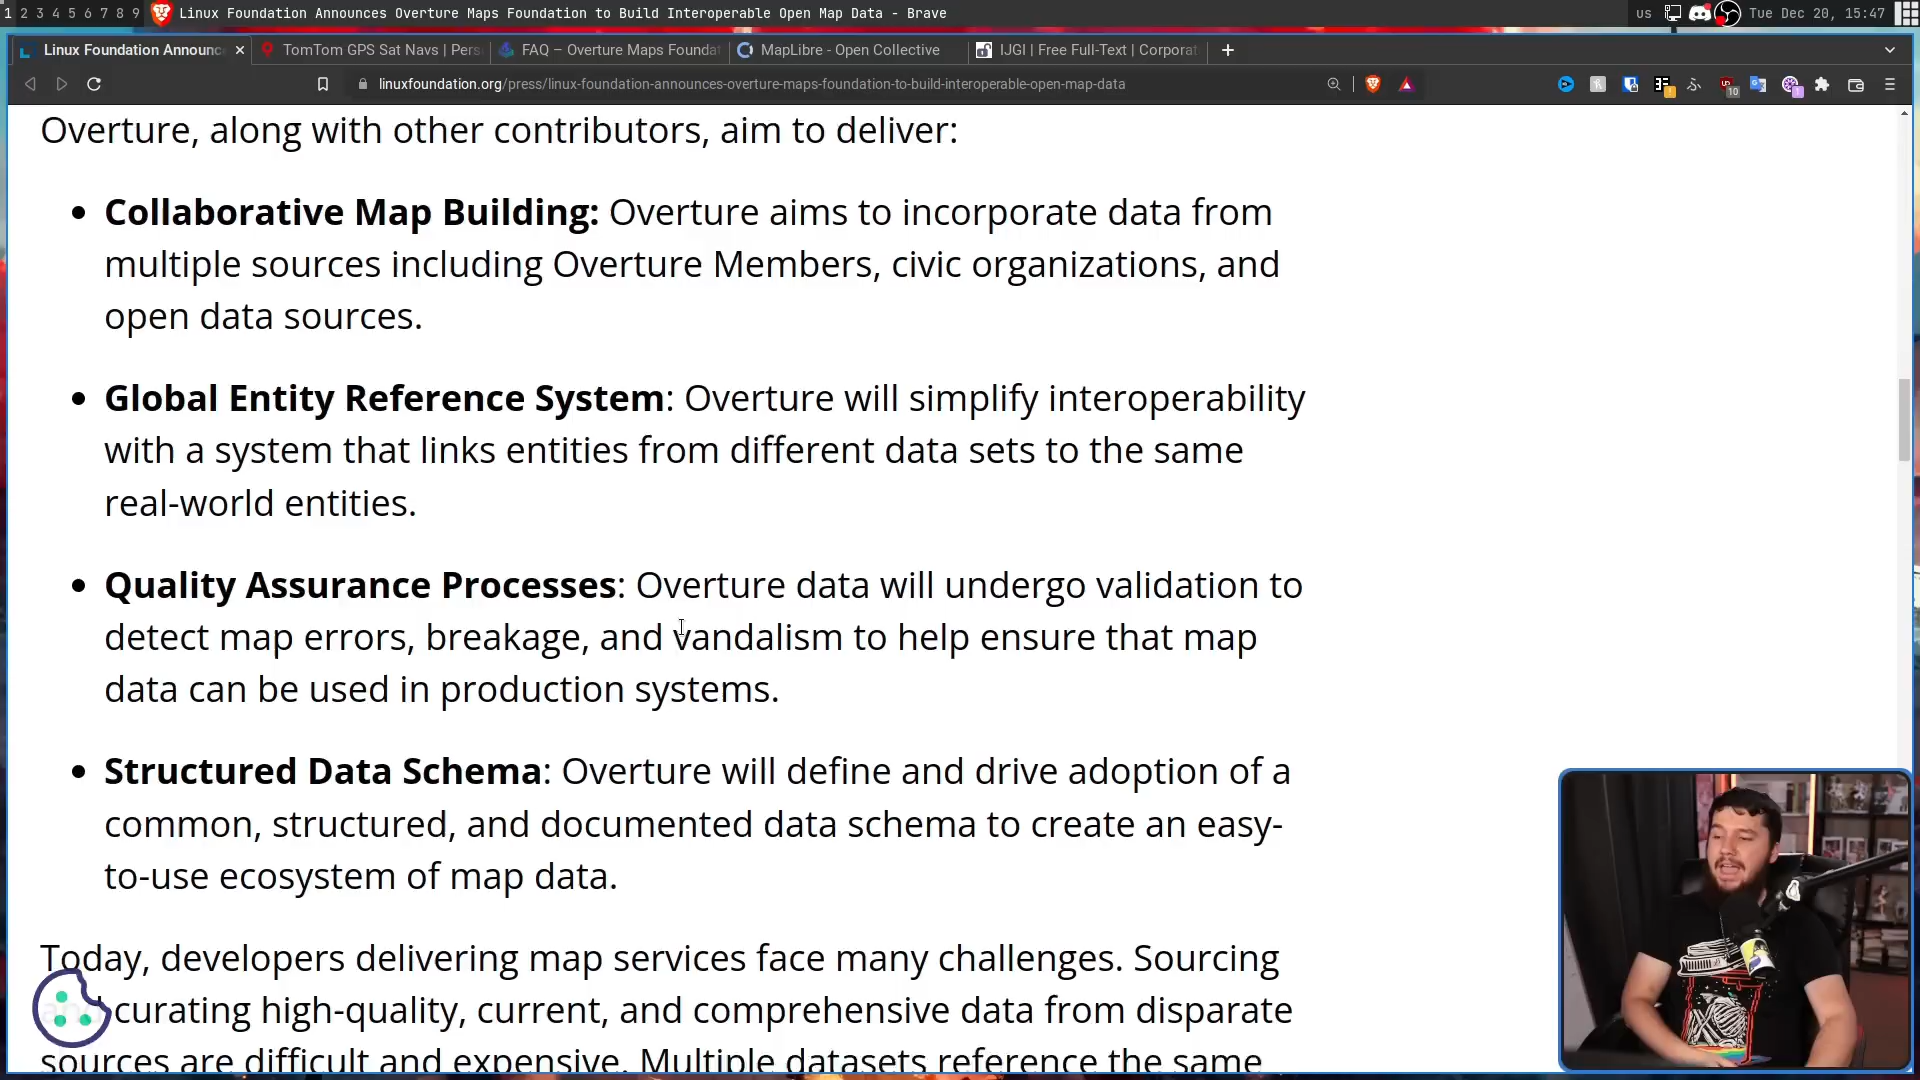 1 2 3 4 5 6 7 8 9 Linux Foundation Announces Overture Maps Foundation to Build Interoperable Open Map Data - Brave us Tue Dec 20, 15:47
Linux Foundation Announc × TomTom GPS Sat Navs | Pers FAQ – Overture Maps Foundat MapLibre - Open Collective IJGI | Free Full-Text | Corporat +
linuxfoundation.org/press/linux-foundation-announces-overture-maps-foundation-to-build-interoperable-open-map-data
Overture, along with other contributors, aim to deliver:
• Collaborative Map Building: Overture aims to incorporate data from
multiple sources including Overture Members, civic organizations, and
open data sources.
• Global Entity Reference System: Overture will simplify interoperability
with a system that links entities from different data sets to the same
real-world entities.
• Quality Assurance Processes: Overture data will undergo validation to
detect map errors, breakage, and vandalism to help ensure that map
data can be used in production systems.
• Structured Data Schema: Overture will define and drive adoption of a
common, structured, and documented data schema to create an easy-
to-use ecosystem of map data.
Today, developers delivering map services face many challenges. Sourcing
and curating high-quality, current, and comprehensive data from disparate
sources are difficult and expensive. Multiple datasets reference the same